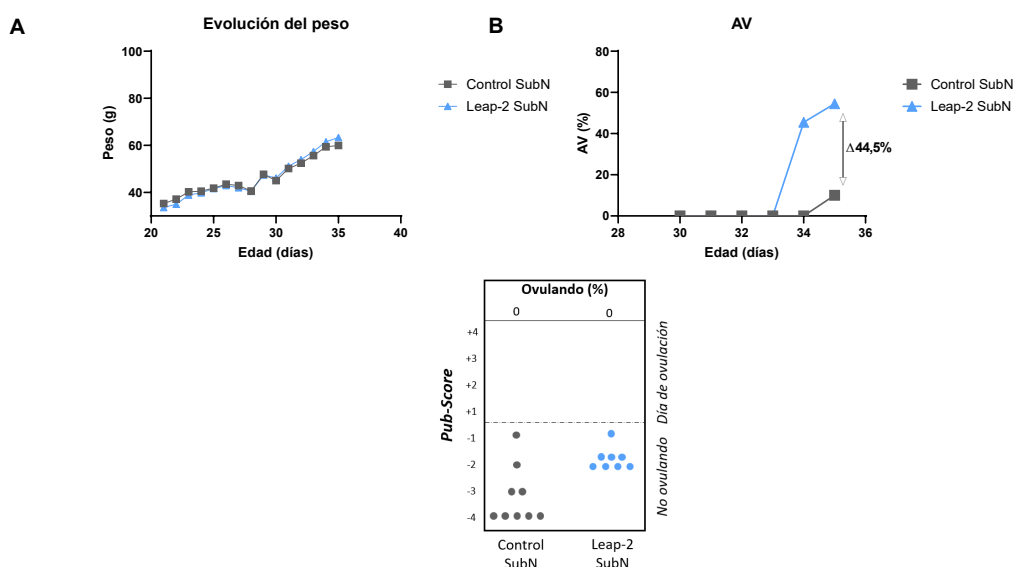 A
Evolución del peso
Peso (g)
100
80
60
40
20
25
30
35
40
Edad (días)
Control SubN
Leap-2 SubN
B
AV
AV (%)
80
60
40
20
0
28
30
32
34
36
Edad (días)
Δ44,5%
Control SubN
Leap-2 SubN
Ovulando (%)
0
0
Pub-Score
+4
+3
+2
+1
-1
-2
-3
-4
Día de ovulación
No ovulando
Control
SubN
Leap-2
SubN